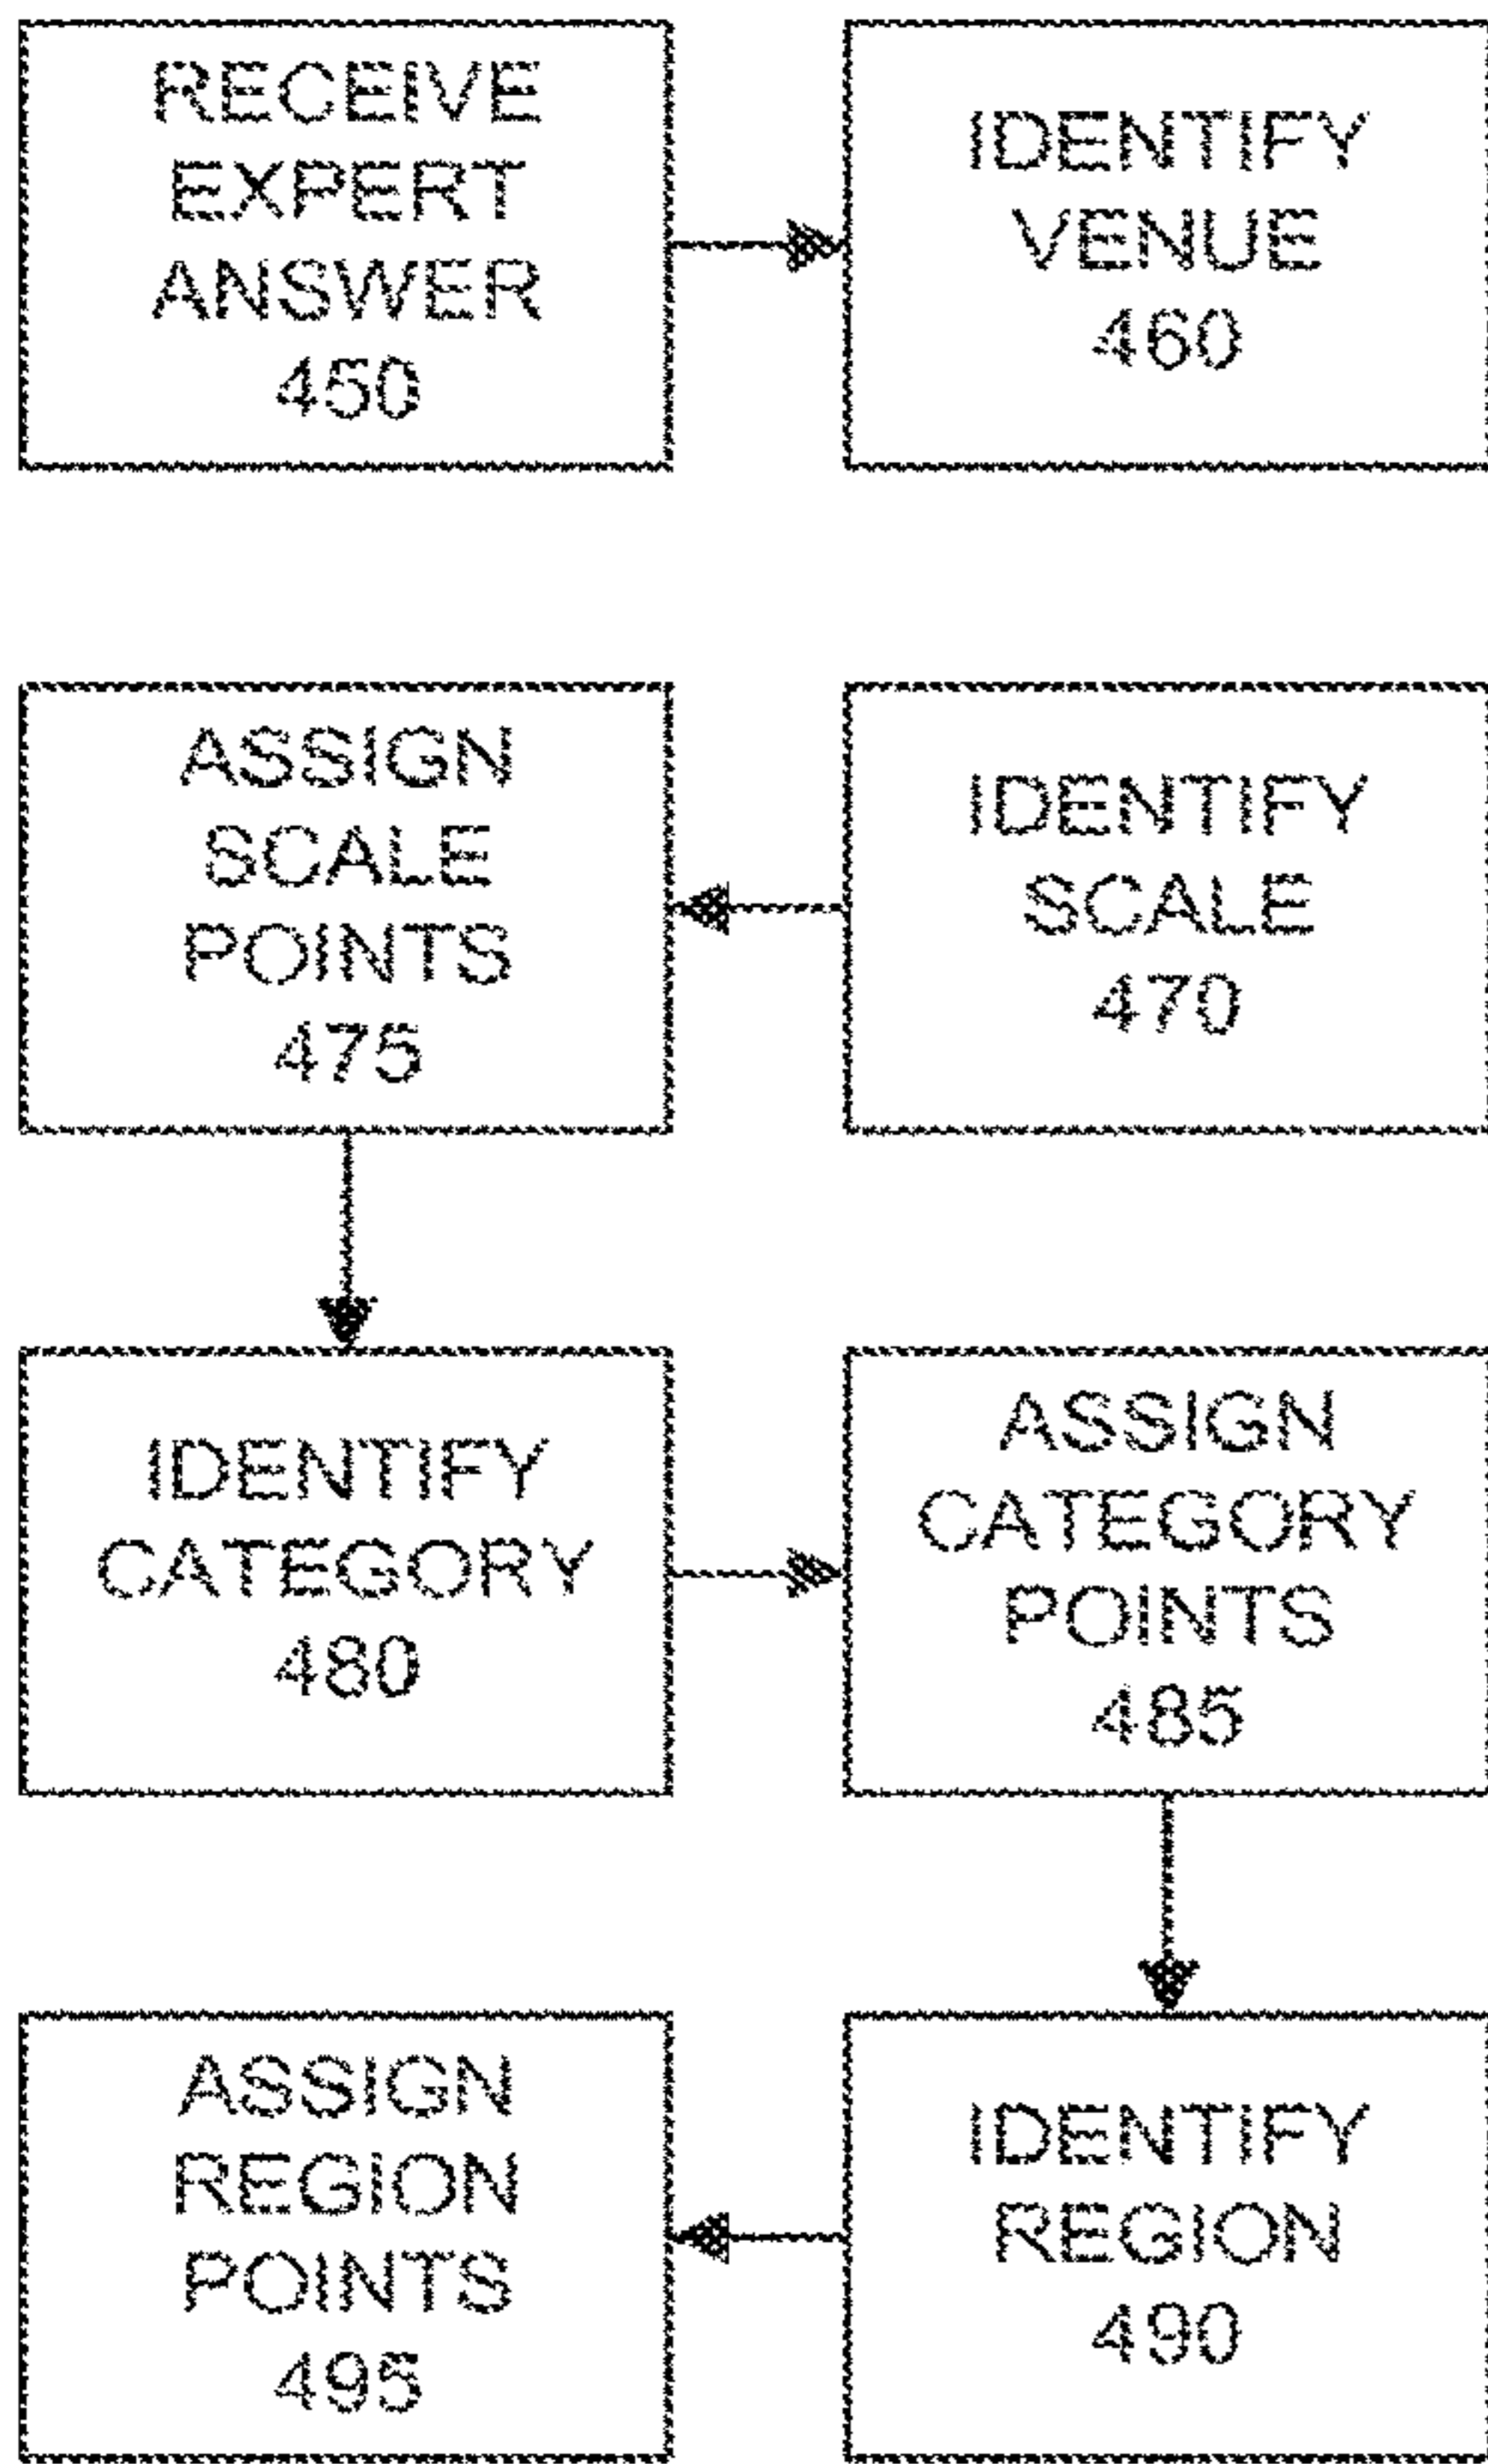 RECEIVE
EXPERT
ANSWER
450
IDENTIFY
VENUE
460
ASSIGN
SCALE
POINTS
475
IDENTIFY
SCALE
470
IDENTIFY
CATEGORY
480
ASSIGN
CATEGORY
POINTS
485
ASSIGN
REGION
POINTS
495
IDENTIFY
REGION
490